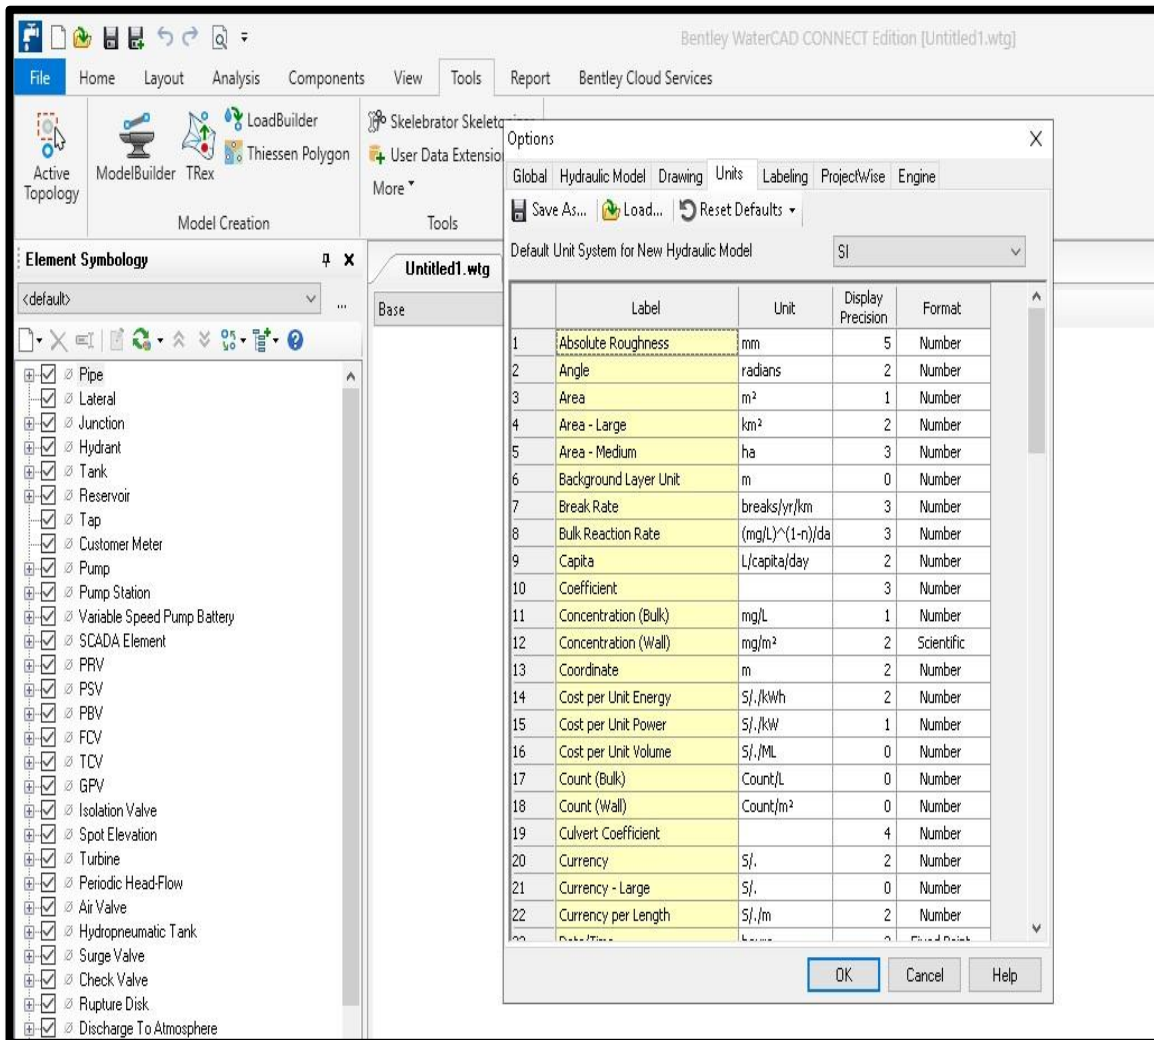 Bentley WaterCAD CONNECT Edition [Untitled1.wtg]
File Home Layout Analysis Components View Tools Report Bentley Cloud Services
Active Topology
ModelBuilder
TRex
LoadBuilder
Thiessen Polygon
Model Creation
Skelebrator
User Data Extensio
More
Tools
Element Symbology
<default>
...
Pipe
Lateral
Junction
Hydrant
Tank
Reservoir
Tap
Customer Meter
Pump
Pump Station
Variable Speed Pump Battery
SCADA Element
PRV
PSV
PBV
FCV
TCV
GPV
Isolation Valve
Spot Elevation
Turbine
Periodic Head-Flow
Air Valve
Hydropneumatic Tank
Surge Valve
Check Valve
Rupture Disk
Discharge To Atmosphere
Untitled1.wtg
Base
Options X
Global Hydraulic Model Drawing Units Labeling ProjectWise Engine
Save As... Load... Reset Defaults
Default Unit System for New Hydraulic Model SI
Label Unit Display Precision Format
1 Absolute Roughness mm 5 Number
2 Angle radians 2 Number
3 Area m² 1 Number
4 Area - Large km² 2 Number
5 Area - Medium ha 3 Number
6 Background Layer Unit m 0 Number
7 Break Rate breaks/yr/km 3 Number
8 Bulk Reaction Rate (mg/L)^(1-n)/da 3 Number
9 Capita L/capita/day 2 Number
10 Coefficient 3 Number
11 Concentration (Bulk) mg/L 1 Number
12 Concentration (Wall) mg/m² 2 Scientific
13 Coordinate m 2 Number
14 Cost per Unit Energy S/./kWh 2 Number
15 Cost per Unit Power S/./kW 1 Number
16 Cost per Unit Volume S/./ML 0 Number
17 Count (Bulk) Count/L 0 Number
18 Count (Wall) Count/m² 0 Number
19 Culvert Coefficient 4 Number
20 Currency S/. 2 Number
21 Currency - Large S/. 0 Number
22 Currency per Length S/./m 2 Number
OK Cancel Help